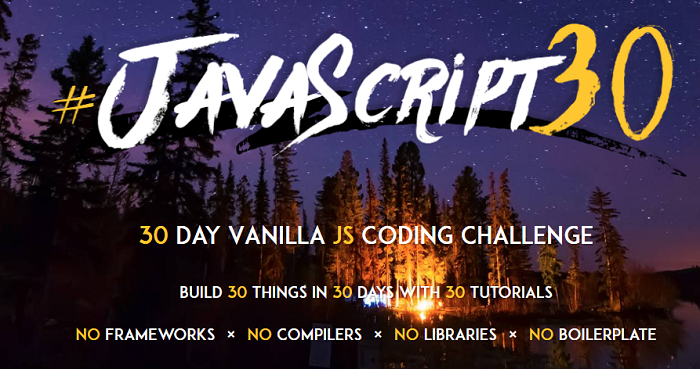 #JAVASCRIPT30
30 DAY VANILLA JS CODING CHALLENGE
BUILD 30 THINGS IN 30 DAYS WITH 30 TUTORIALS
NO FRAMEWORKS × NO COMPILERS × NO LIBRARIES × NO BOILERPLATE